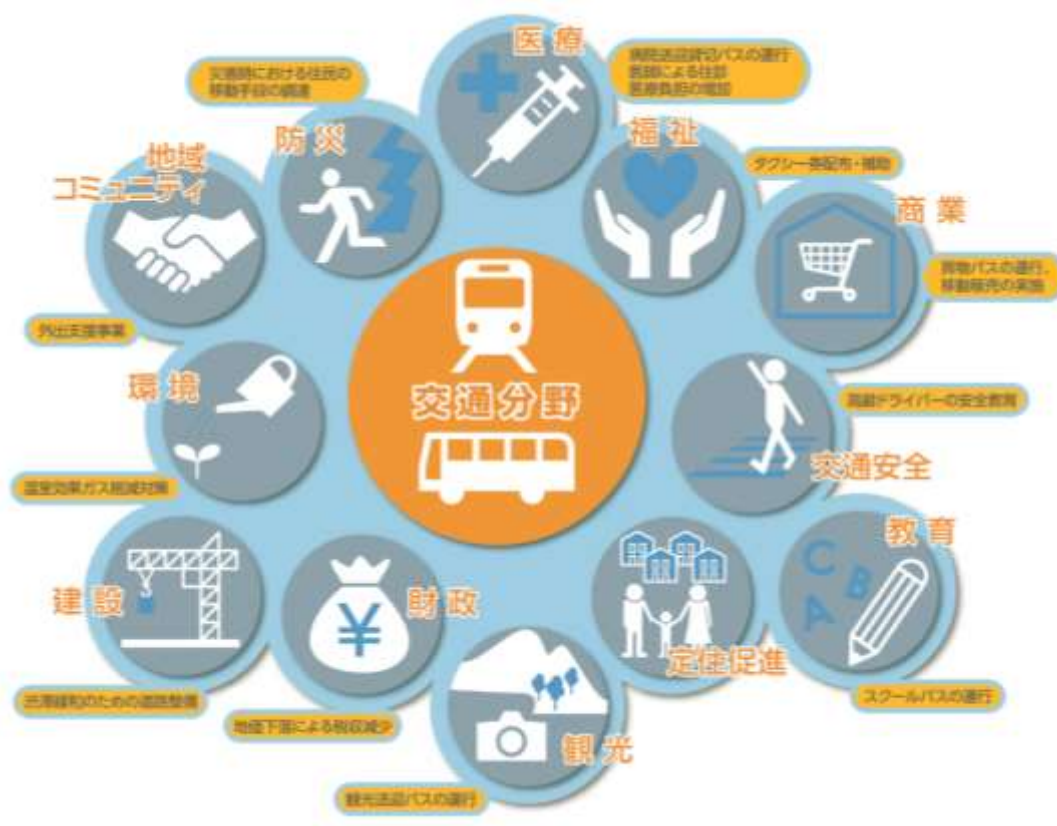 医療
病院送迎貸切バスの運行
医師による往診
医療負担の増加
災害時における住民の
移動手段の調達
防災
福祉
タクシー券配布・補助
地域
コミュニティ
商業
買物バスの運行、
移動販売の実施
外出支援事業
環境
交通分野
高齢ドライバーの安全教育
交通安全
温室効果ガス削減対策
教育
建設
財政
定住促進
スクールバスの運行
渋滞緩和のための道路整備
地価下落による税収減少
観光
観光送迎バスの運行
¥
C
B
A